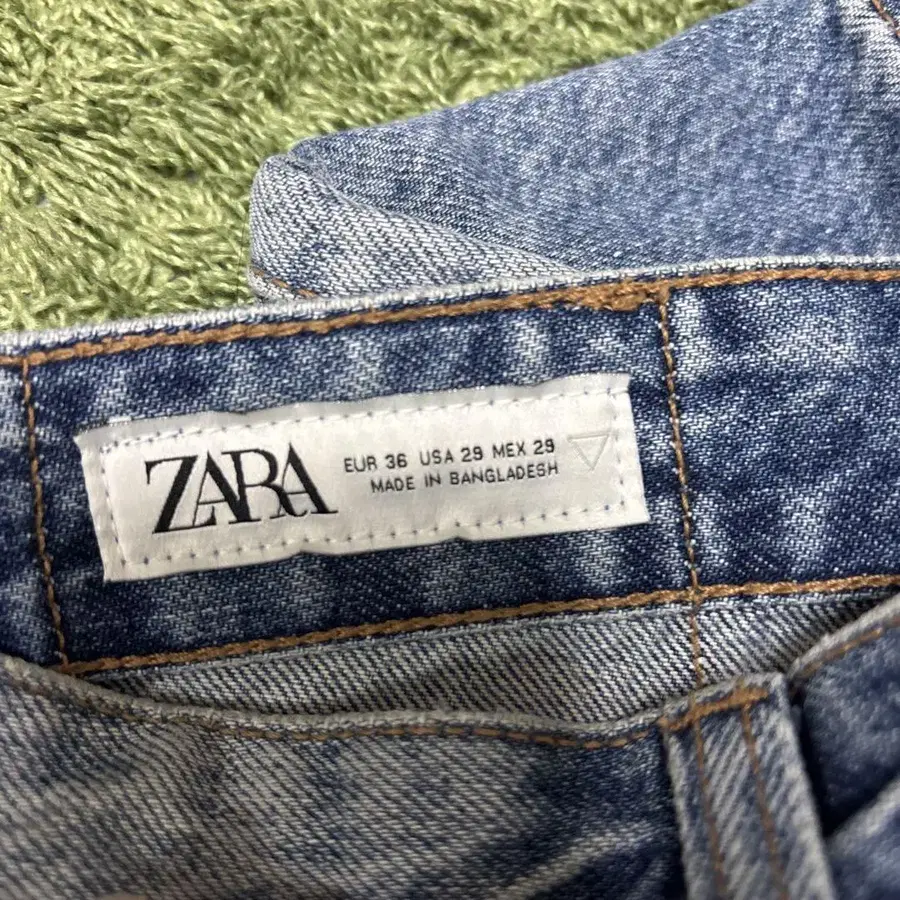 ZARA
EUR 36 USA 29 MEX 29
MADE IN BANGLADESH